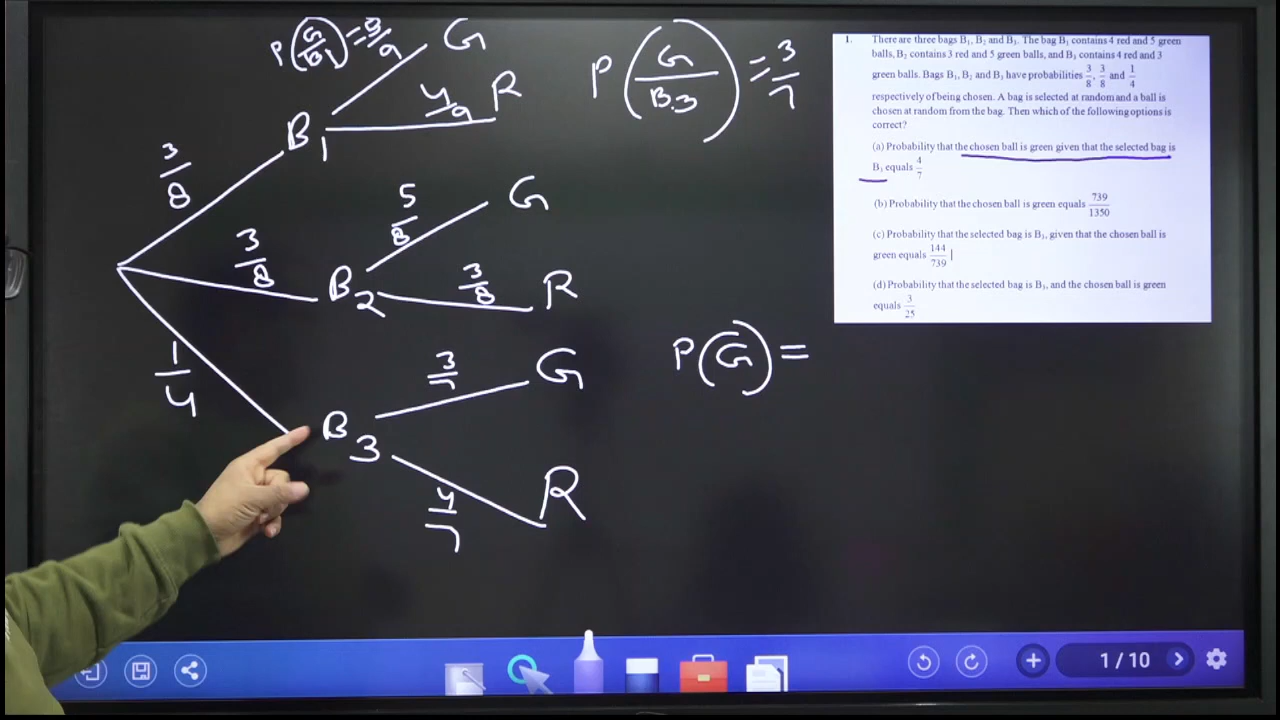 P(G/B1) = 5/9
G
4/9 R
B1
3/8
5/8 G
3/8 B2 3/8 R
1/4
3/7 G
B3
4/7 R
P(G/B3) = 3/7
P(G) =
1. There are three bags B₁, B₂ and B₃. The bag B₁ contains 4 red and 5 green
balls, B₂ contains 3 red and 5 green balls, and B₃ contains 4 red and 3
green balls. Bags B₁, B₂ and B₃ have probabilities 3/8, 3/8 and 1/4
respectively of being chosen. A bag is selected at random and a ball is
chosen at random from the bag. Then which of the following options is
correct?
(a) Probability that the chosen ball is green given that the selected bag is
B₃ equals 4/7
(b) Probability that the chosen ball is green equals 739/1350
(c) Probability that the selected bag is B₃, given that the chosen ball is
green equals 144/739
(d) Probability that the selected bag is B₃, and the chosen ball is green
equals 3/25
1 / 10